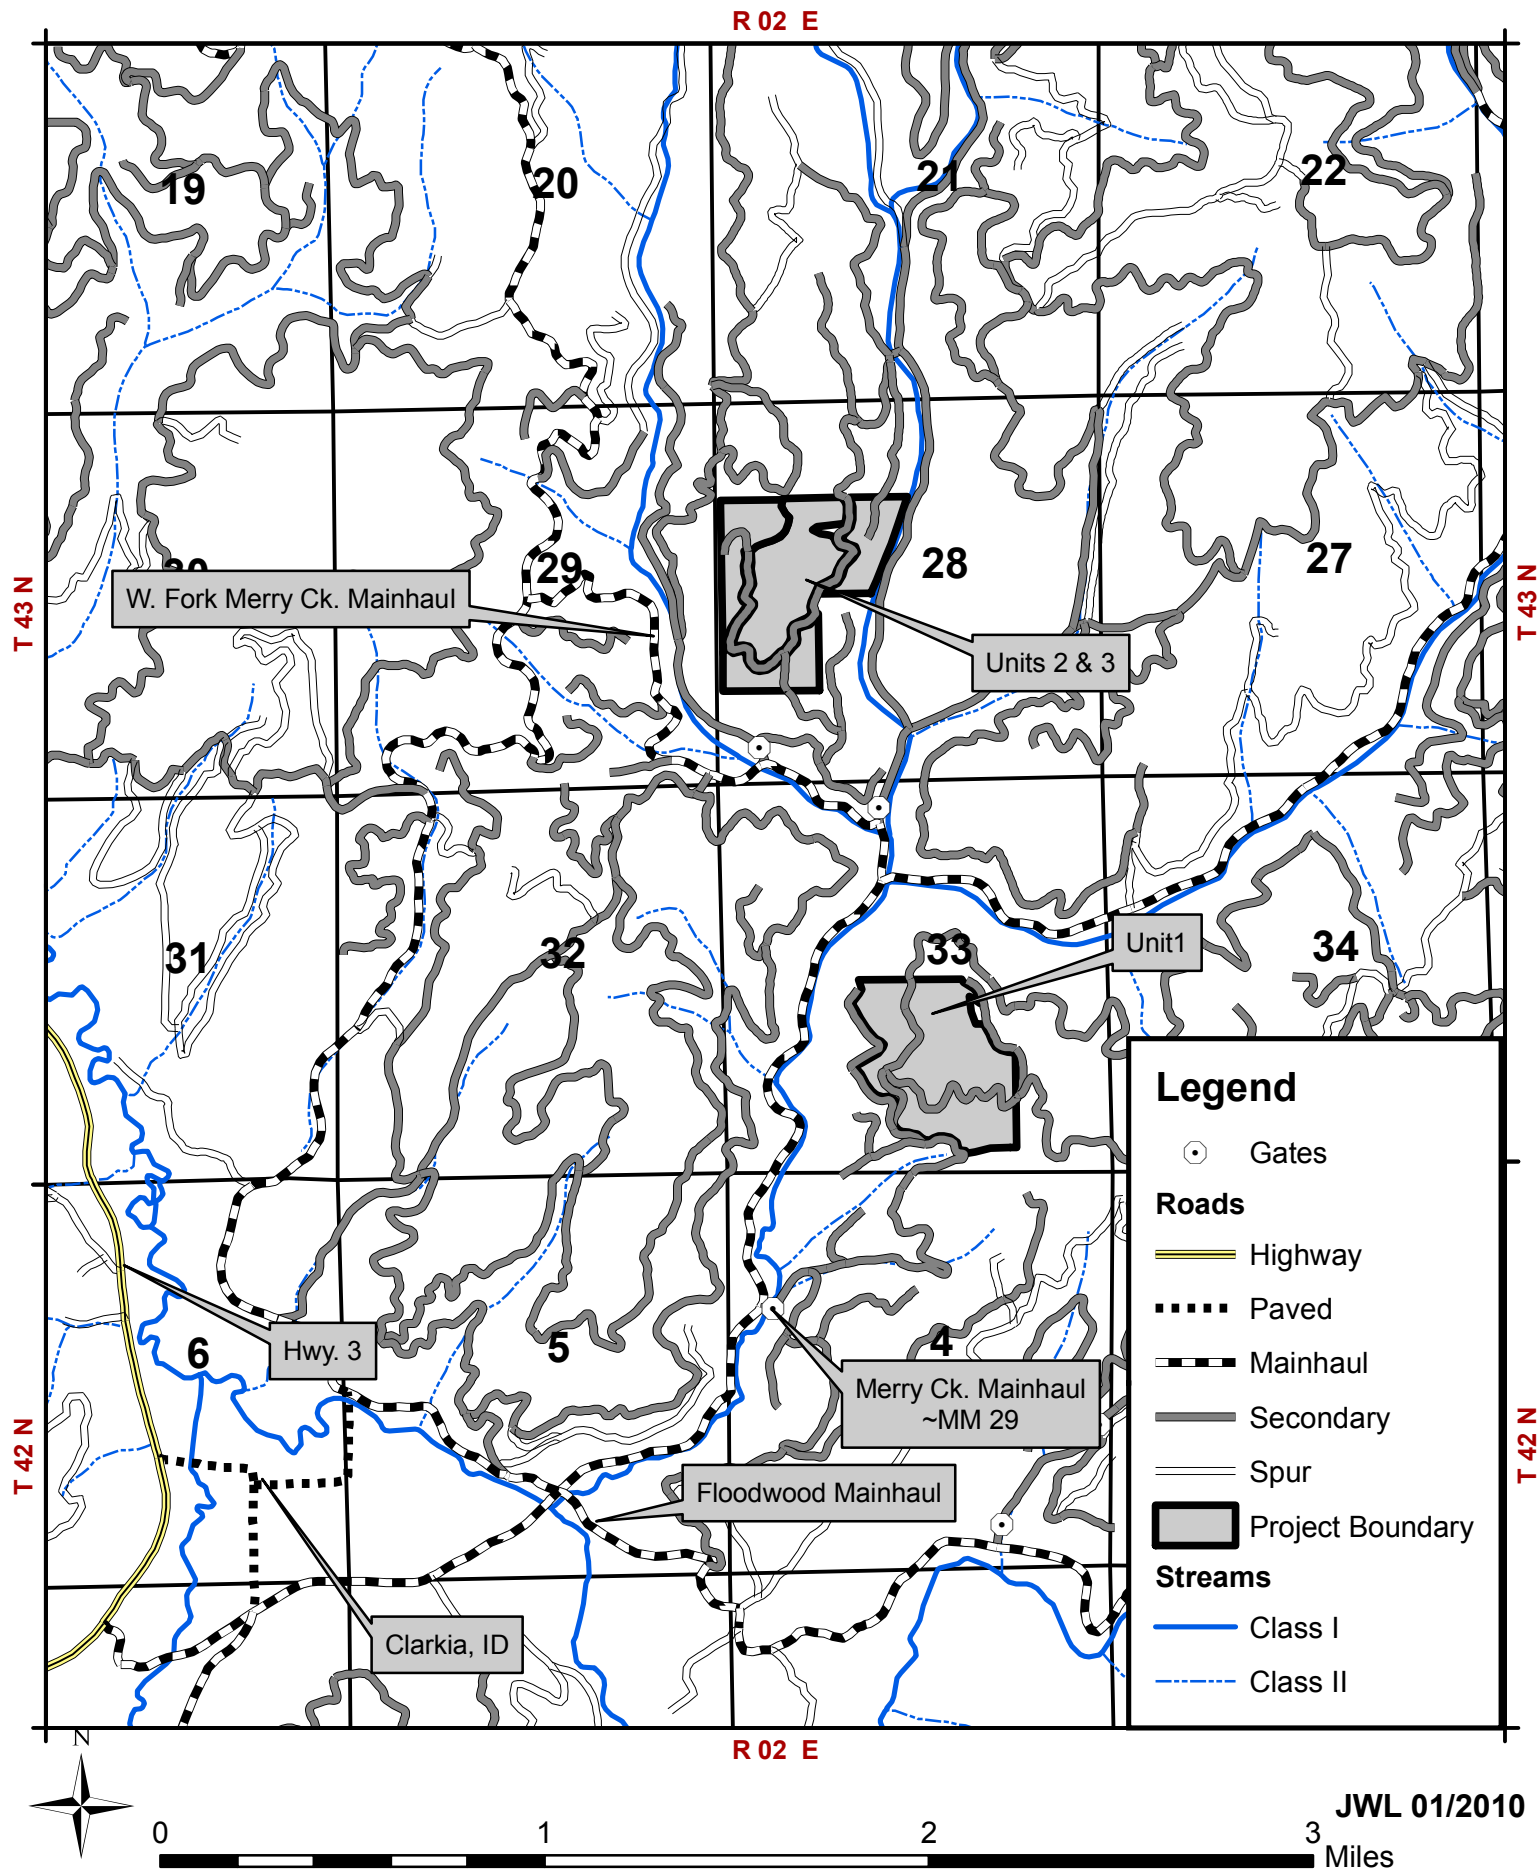 R 02 E
19
20
21
22
30
29
28
27
W. Fork Merry Ck. Mainhaul
T 43 N
T 43 N
Units 2 & 3
31
32
33
34
Unit1
Legend
Gates
Roads
Highway
Paved
Mainhaul
Secondary
Spur
Project Boundary
Streams
Class I
Class II
6
5
4
Hwy. 3
Merry Ck. Mainhaul
~MM 29
T 42 N
T 42 N
Floodwood Mainhaul
Clarkia, ID
N
R 02 E
JWL 01/2010
0 1 2 3
Miles